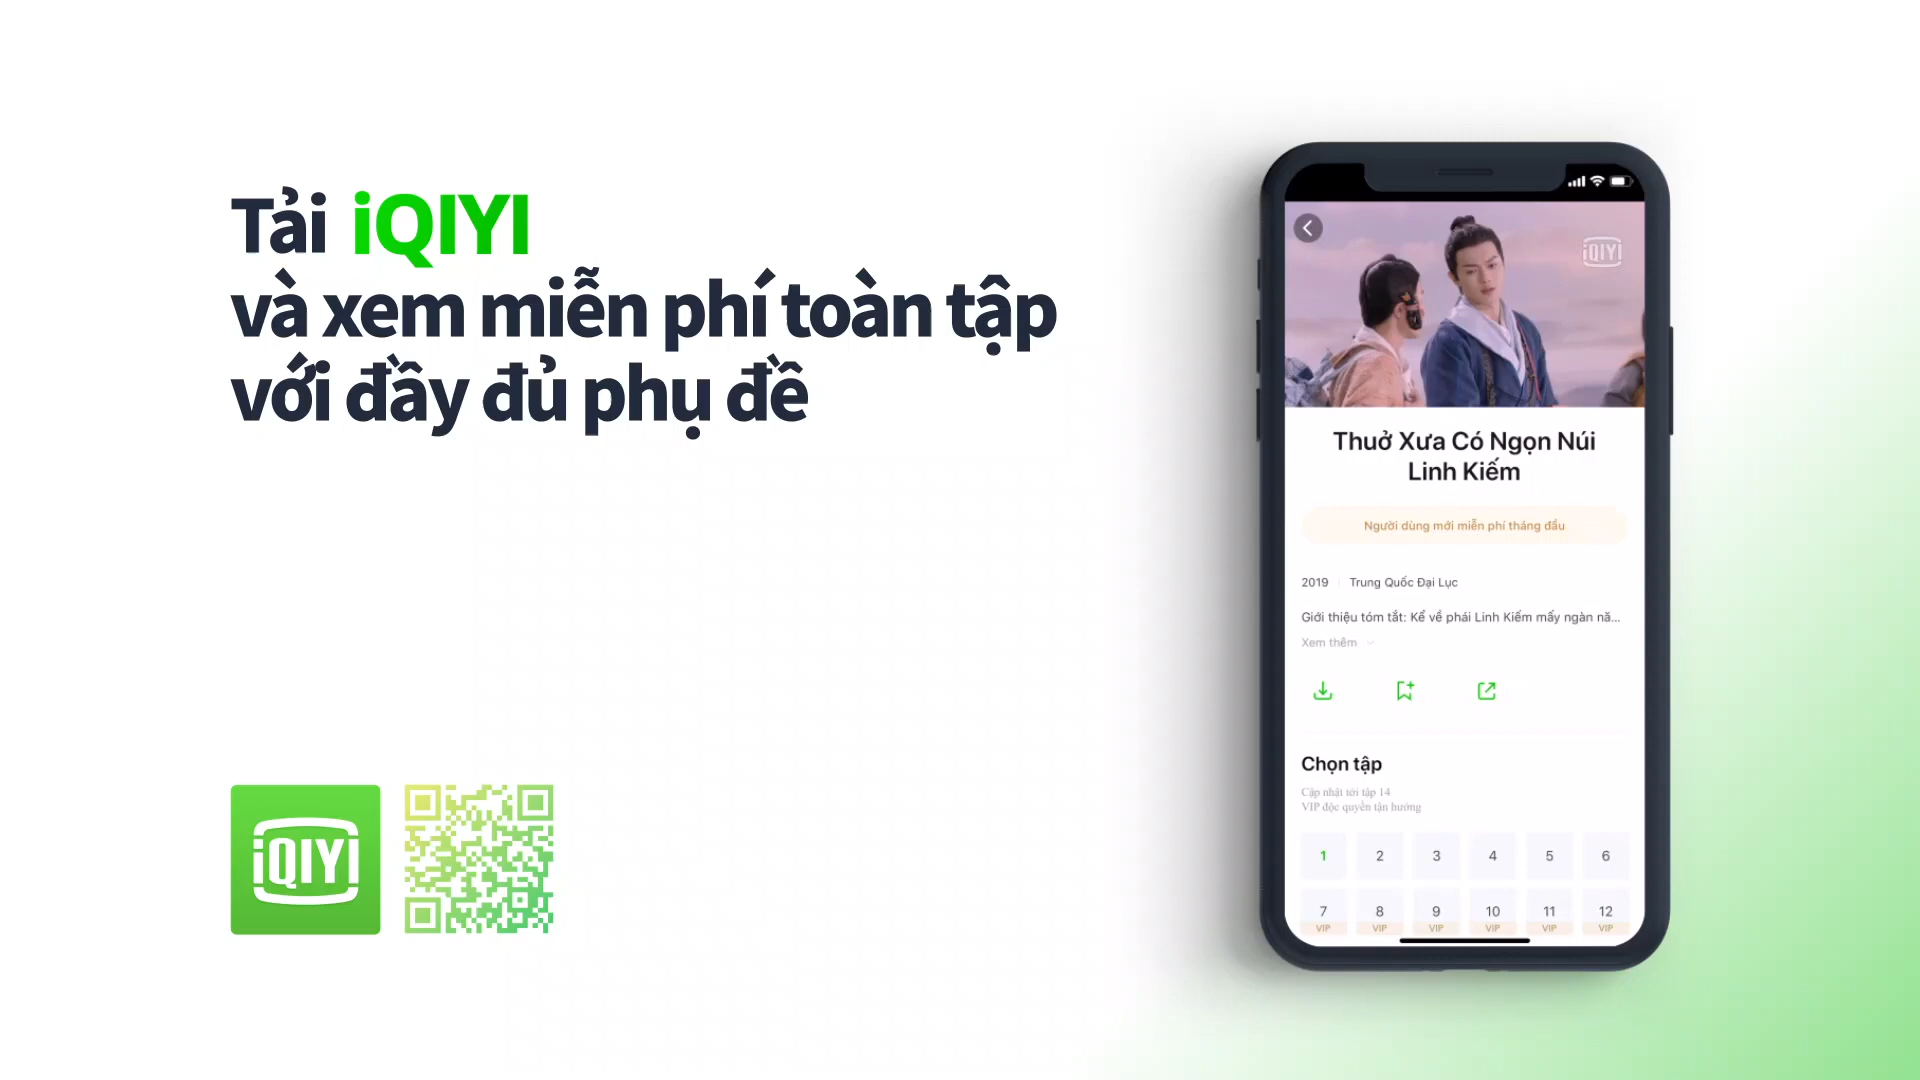 Tải iQIYI
và xem miễn phí toàn tập
với đầy đủ phụ đề
iQIYI
iQIYI
Thuở Xưa Có Ngọn Núi
Linh Kiếm
Người dùng mới miễn phí tháng đầu
2019 | Trung Quốc Đại Lục
Giới thiệu tóm tắt: Kể về phái Linh Kiếm mấy ngàn nă...
Xem thêm
Chọn tập
Cập nhật tới tập 14
VIP độc quyền tận hưởng
1 2 3 4 5 6
7 8 9 10 11 12
VIP VIP VIP VIP VIP VIP